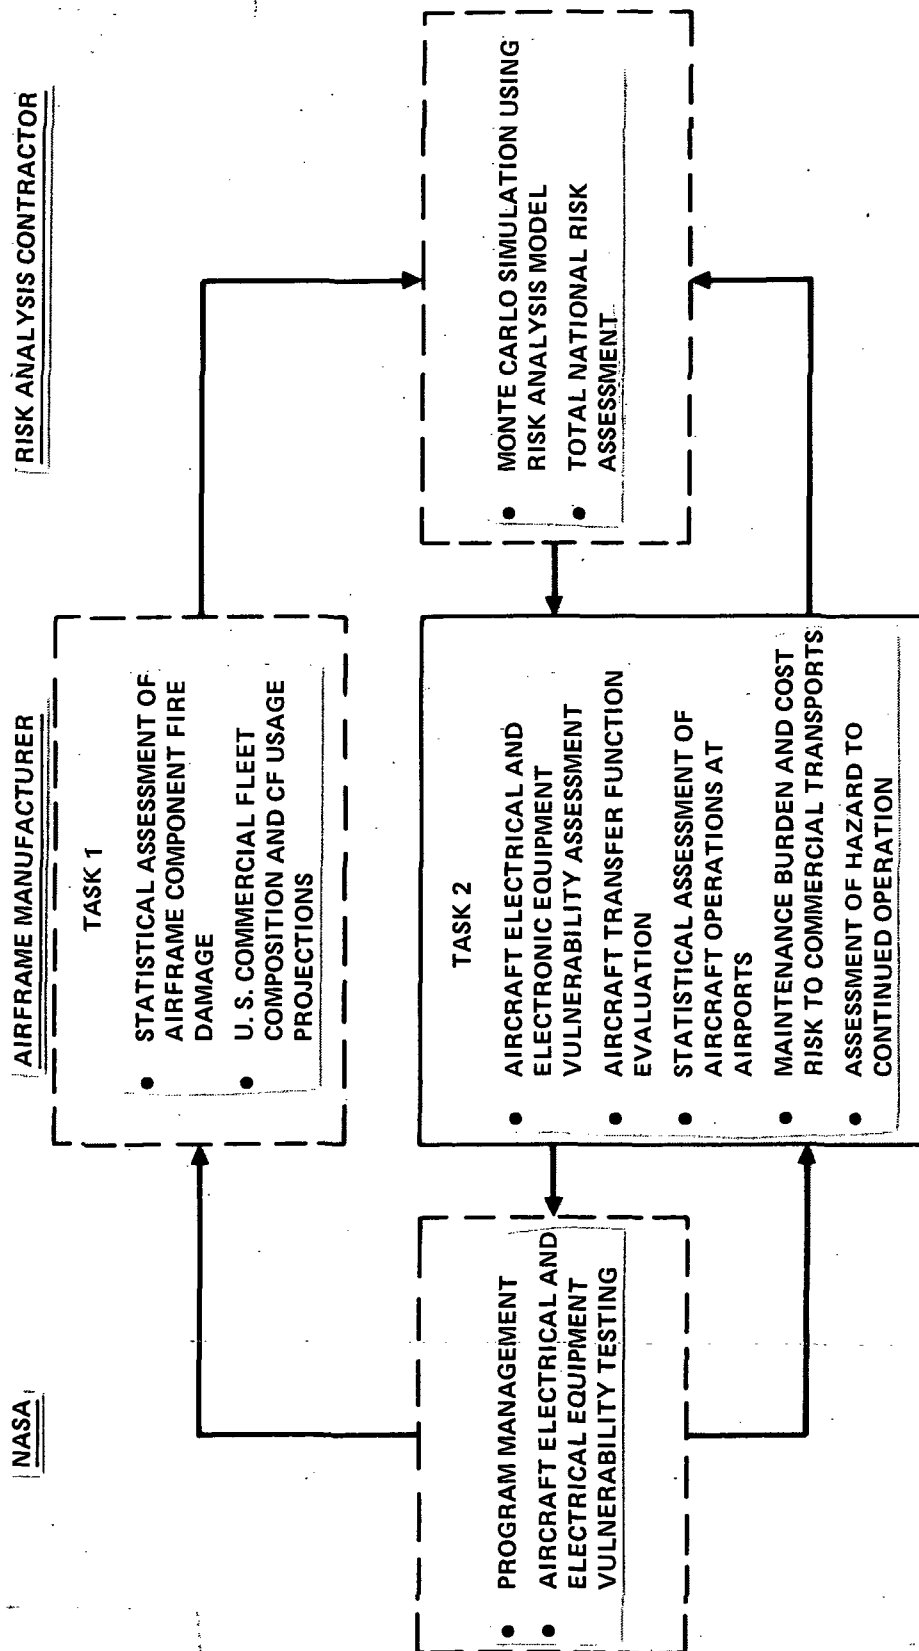 NASA
• PROGRAM MANAGEMENT
• AIRCRAFT ELECTRICAL AND
ELECTRICAL EQUIPMENT
VULNERABILITY TESTING
AIRFRAME MANUFACTURER
TASK 1
• STATISTICAL ASSESSMENT OF
AIRFRAME COMPONENT FIRE
DAMAGE
• U. S. COMMERCIAL FLEET
COMPOSITION AND CF USAGE
PROJECTIONS
TASK 2
• AIRCRAFT ELECTRICAL AND
ELECTRONIC EQUIPMENT
VULNERABILITY ASSESSMENT
• AIRCRAFT TRANSFER FUNCTION
EVALUATION
• STATISTICAL ASSESSMENT OF
AIRCRAFT OPERATIONS AT
AIRPORTS
• MAINTENANCE BURDEN AND COST
RISK TO COMMERCIAL TRANSPORTS
• ASSESSMENT OF HAZARD TO
CONTINUED OPERATION
RISK ANALYSIS CONTRACTOR
• MONTE CARLO SIMULATION USING
RISK ANALYSIS MODEL
• TOTAL NATIONAL RISK
ASSESSMENT